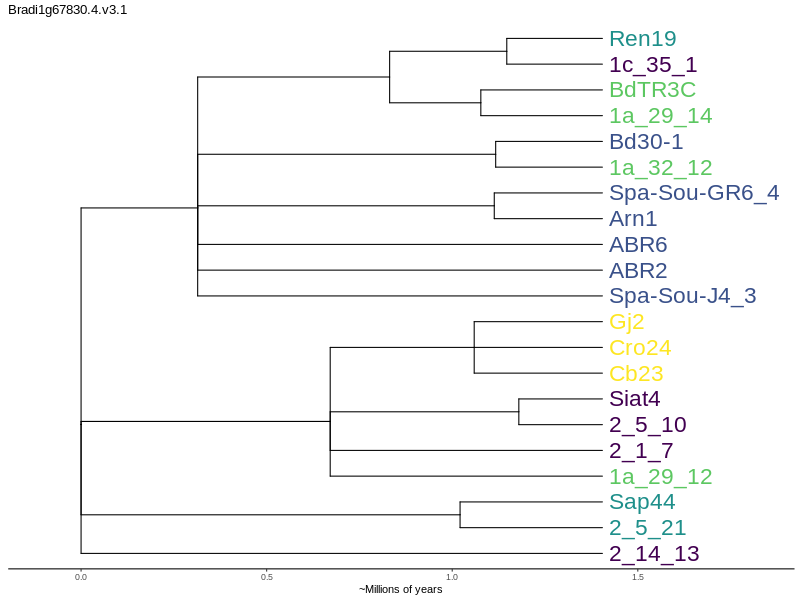 Bradi1g67830.4.v3.1
Ren19
1c_35_1
BdTR3C
1a_29_14
Bd30-1
1a_32_12
Spa-Sou-GR6_4
Arn1
ABR6
ABR2
Spa-Sou-J4_3
Gj2
Cro24
Cb23
Siat4
2_5_10
2_1_7
1a_29_12
Sap44
2_5_21
2_14_13
0.0 0.5 1.0 1.5
~Millions of years